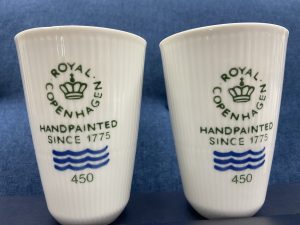 ROYAL
COPENHAGEN
HANDPAINTED
SINCE 1775
450
ROYAL
COPENHAGEN
HANDPAINTED
SINCE 1775
450